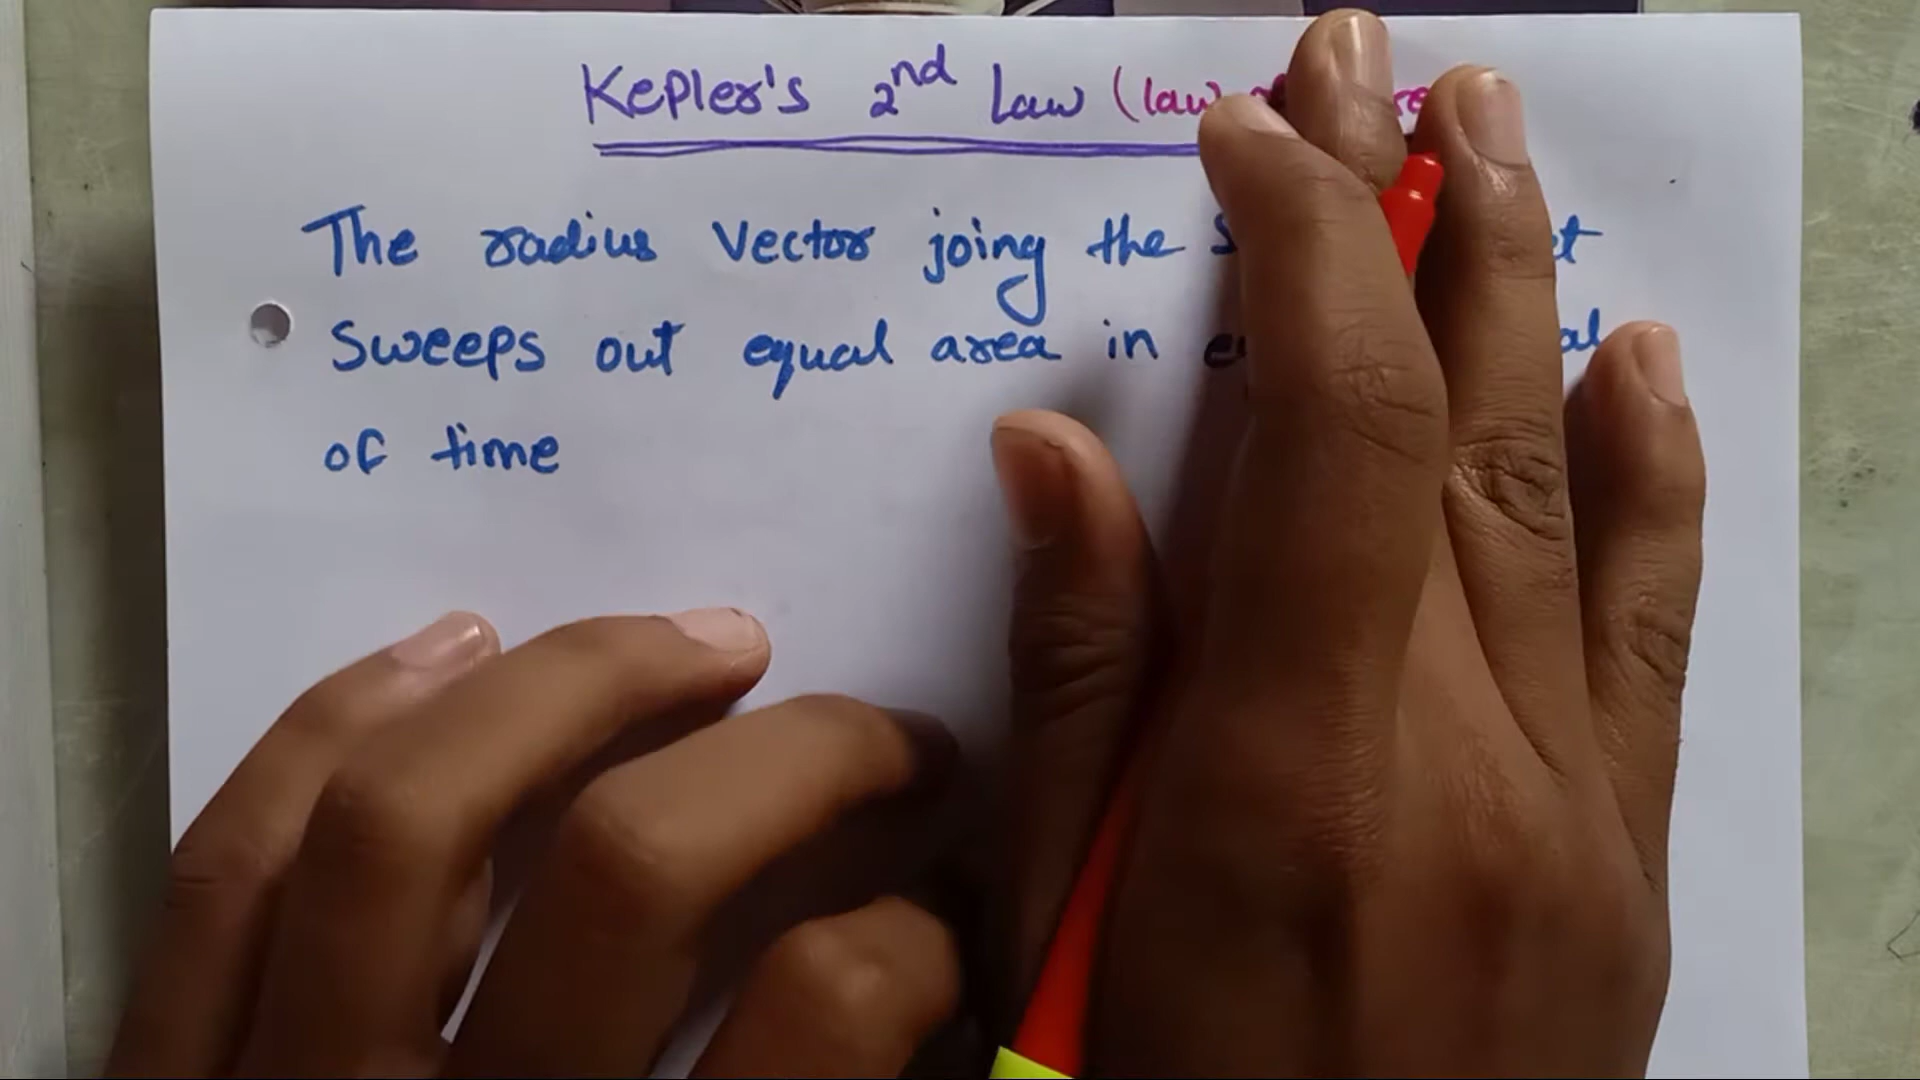 Kepler's 2nd Law (law
The radius vector joing the
Sweeps out equal area in
of time